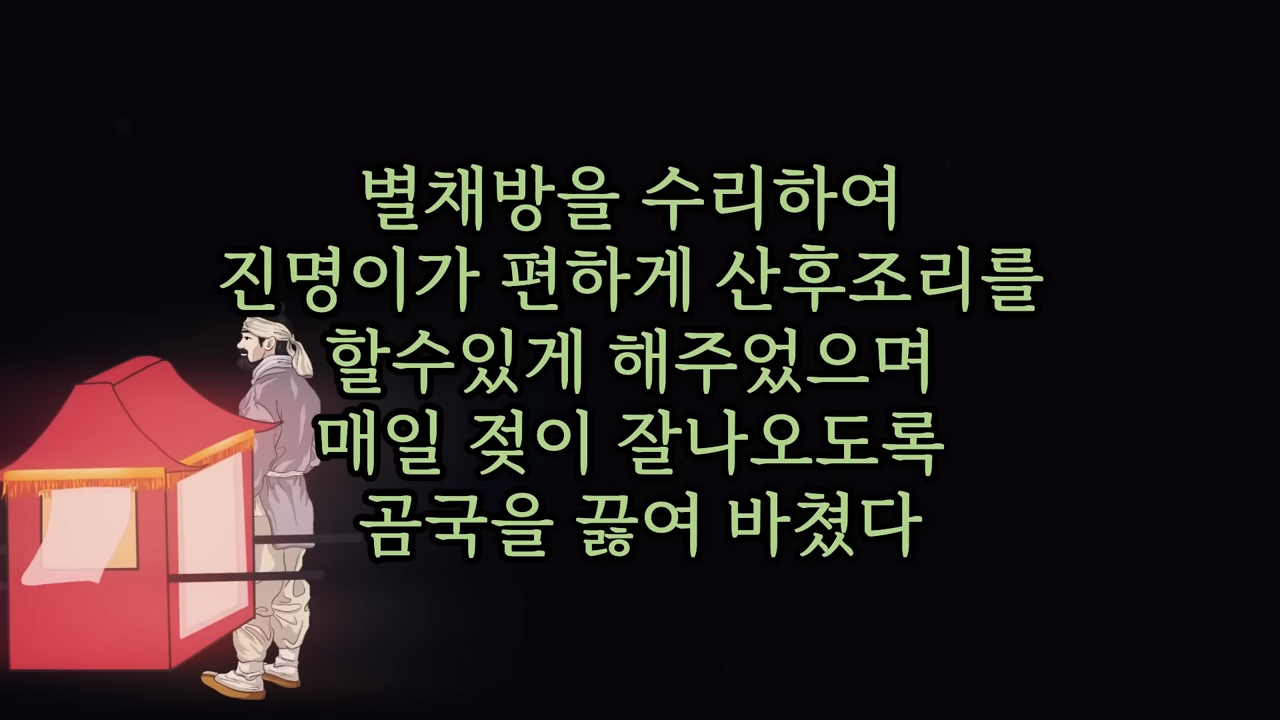 별채방을 수리하여
진명이가 편하게 산후조리를
할수있게 해주었으며
매일 젖이 잘나오도록
곰국을 끓여 바쳤다